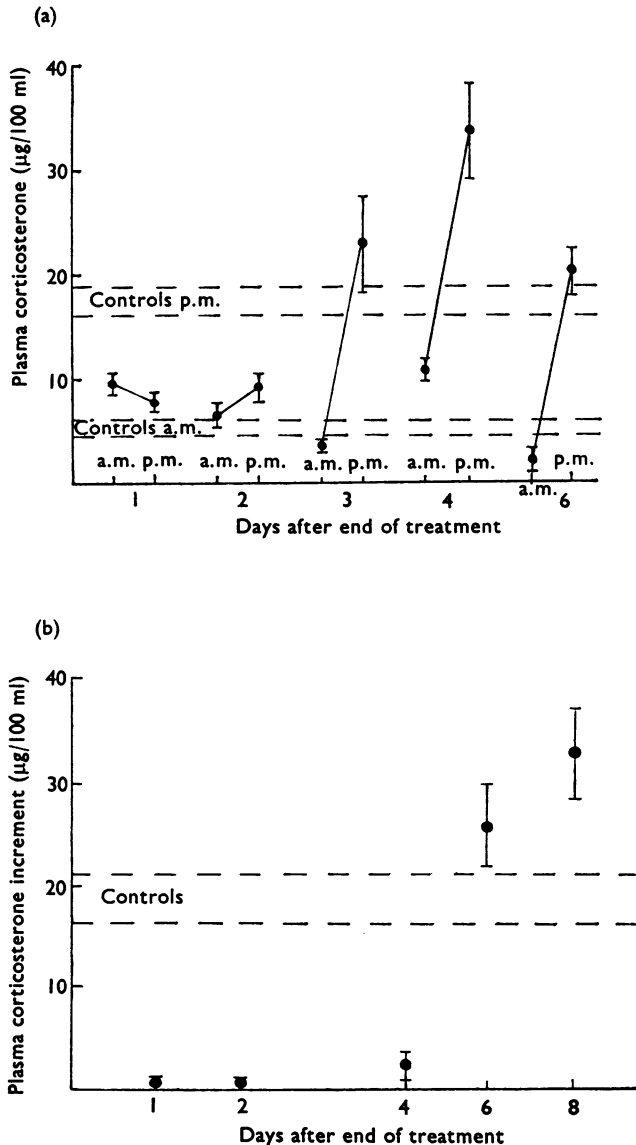 (a)
Plasma corticosterone (µg/100 ml)
40
30
20
10
Controls p.m.
Controls a.m.
a.m. p.m. a.m. p.m. a.m. p.m. a.m. p.m. a.m. p.m.
1 2 3 4 6
Days after end of treatment
(b)
Plasma corticosterone increment (µg/100 ml)
40
30
20
10
Controls
1 2 4 6 8
Days after end of treatment